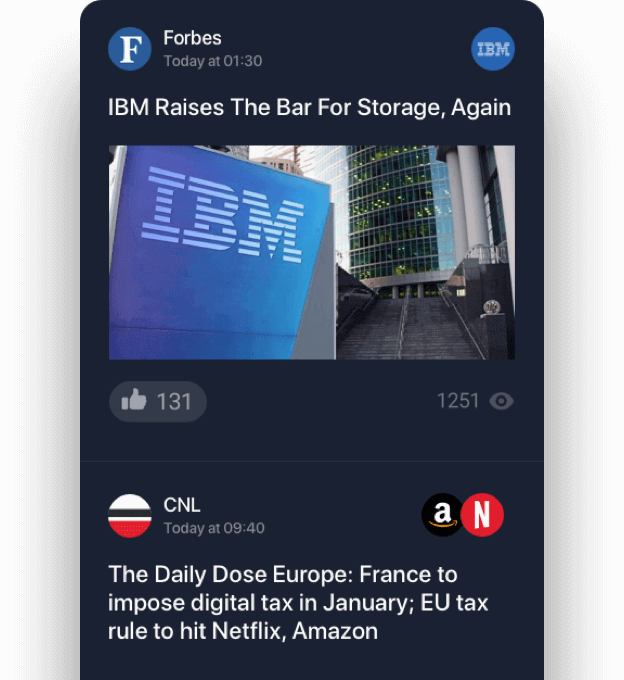 F
Forbes
Today at 01:30
IBM
IBM Raises The Bar For Storage, Again
IBM
131
1251
CNL
Today at 09:40
a
N
The Daily Dose Europe: France to
impose digital tax in January; EU tax
rule to hit Netflix, Amazon